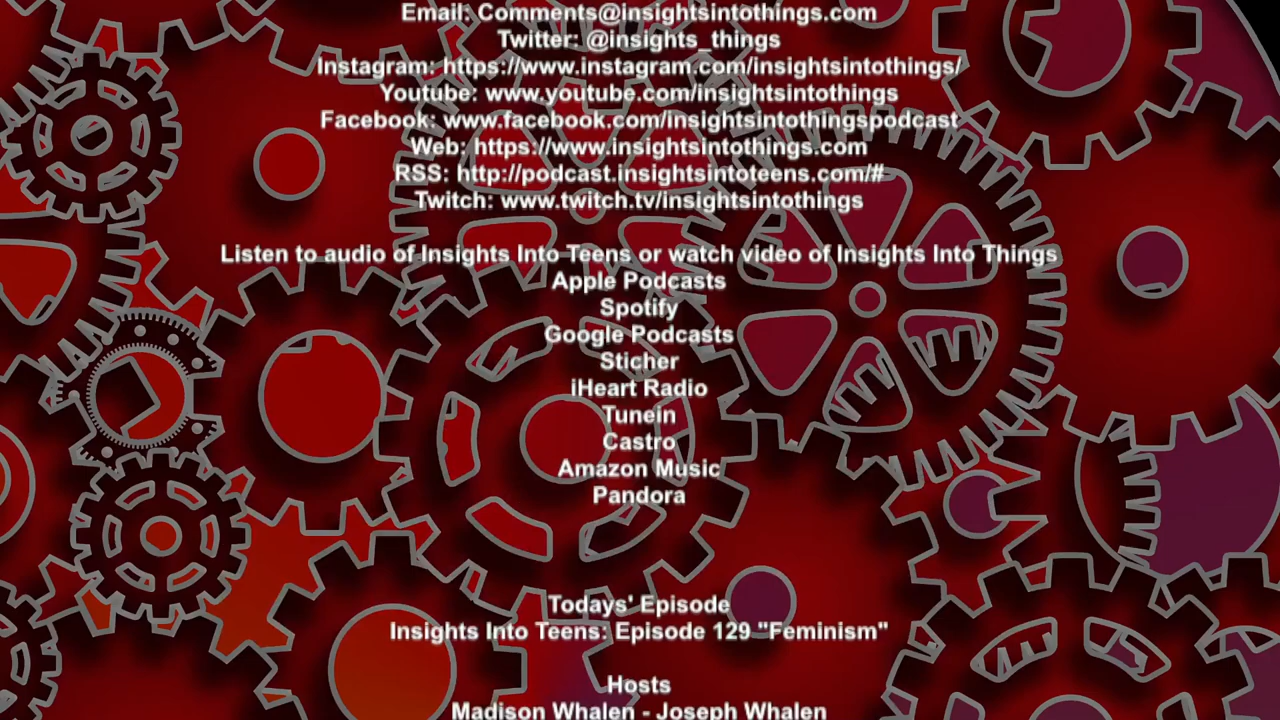 Email: Comments@insightsintothings.com
Twitter: @insights_things
Instagram: https://www.instagram.com/insightsintothings/
Youtube: www.youtube.com/insightsintothings
Facebook: www.facebook.com/insightsintothingspodcast
Web: https://www.insightsintothings.com
RSS: http://podcast.insightsintoteens.com/#
Twitch: www.twitch.tv/insightsintothings
Listen to audio of Insights Into Teens or watch video of Insights Into Things
Apple Podcasts
Spotify
Google Podcasts
Sticher
iHeart Radio
Tunein
Castro
Amazon Music
Pandora
Todays' Episode
Insights Into Teens: Episode 129 "Feminism"
Hosts
Madison Whalen - Joseph Whalen